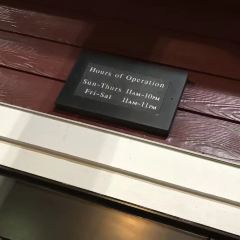 Hours of Operation
Sun-Thurs 11AM-10PM
Fri-Sat 11AM-11PM